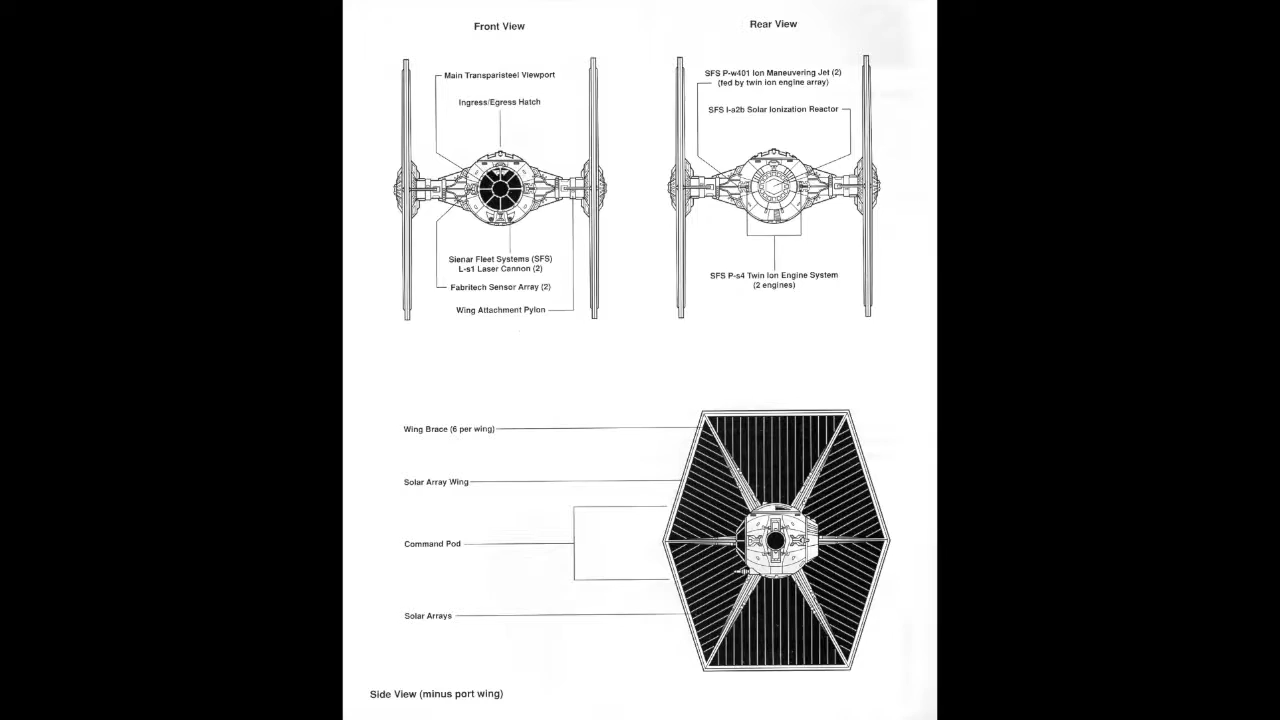 Front View
Rear View
Main Transparisteel Viewport
Ingress/Egress Hatch
SFS P-w401 Ion Maneuvering Jet (2)
(fed by twin ion engine array)
SFS I-a2b Solar Ionization Reactor
Sienar Fleet Systems (SFS)
L-s1 Laser Cannon (2)
Fabritech Sensor Array (2)
Wing Attachment Pylon
SFS P-s4 Twin Ion Engine System
(2 engines)
Wing Brace (6 per wing)
Solar Array Wing
Command Pod
Solar Arrays
Side View (minus port wing)